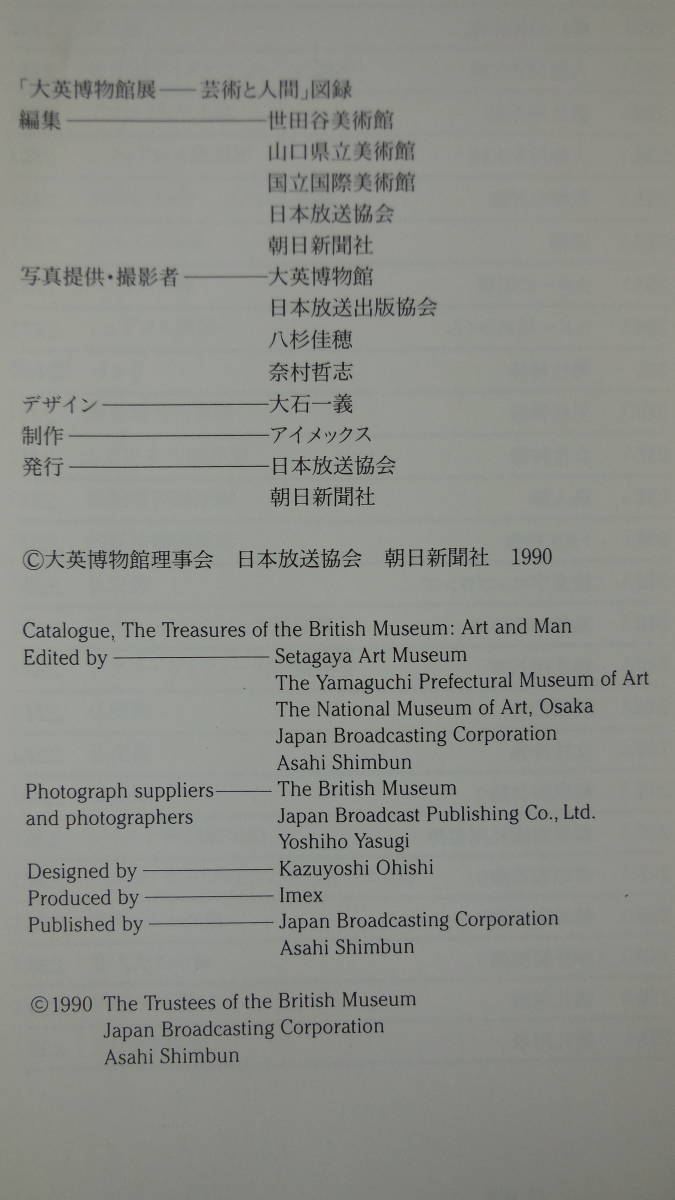 「大英博物館展——芸術と人間」図録
編集——世田谷美術館
山口県立美術館
国立国際美術館
日本放送協会
朝日新聞社
写真提供・撮影者——大英博物館
日本放送出版協会
八杉佳穂
奈村哲志
デザイン——大石一義
制作——アイメックス
発行——日本放送協会
朝日新聞社
©大英博物館理事会 日本放送協会 朝日新聞社 1990
Catalogue, The Treasures of the British Museum: Art and Man
Edited by——Setagaya Art Museum
The Yamaguchi Prefectural Museum of Art
The National Museum of Art, Osaka
Japan Broadcasting Corporation
Asahi Shimbun
Photograph suppliers——The British Museum
and photographers Japan Broadcast Publishing Co., Ltd.
Yoshiho Yasugi
Designed by——Kazuyoshi Ohishi
Produced by——Imex
Published by——Japan Broadcasting Corporation
Asahi Shimbun
©1990 The Trustees of the British Museum
Japan Broadcasting Corporation
Asahi Shimbun